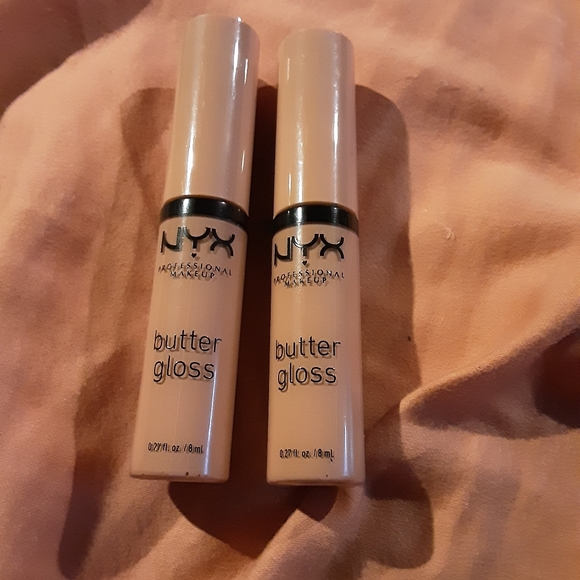 NYX
PROFESSIONAL
MAKEUP
butter
gloss
0.27 fl. oz. / 8 mL
NYX
PROFESSIONAL
MAKEUP
butter
gloss
0.27 fl. oz. / 8 mL